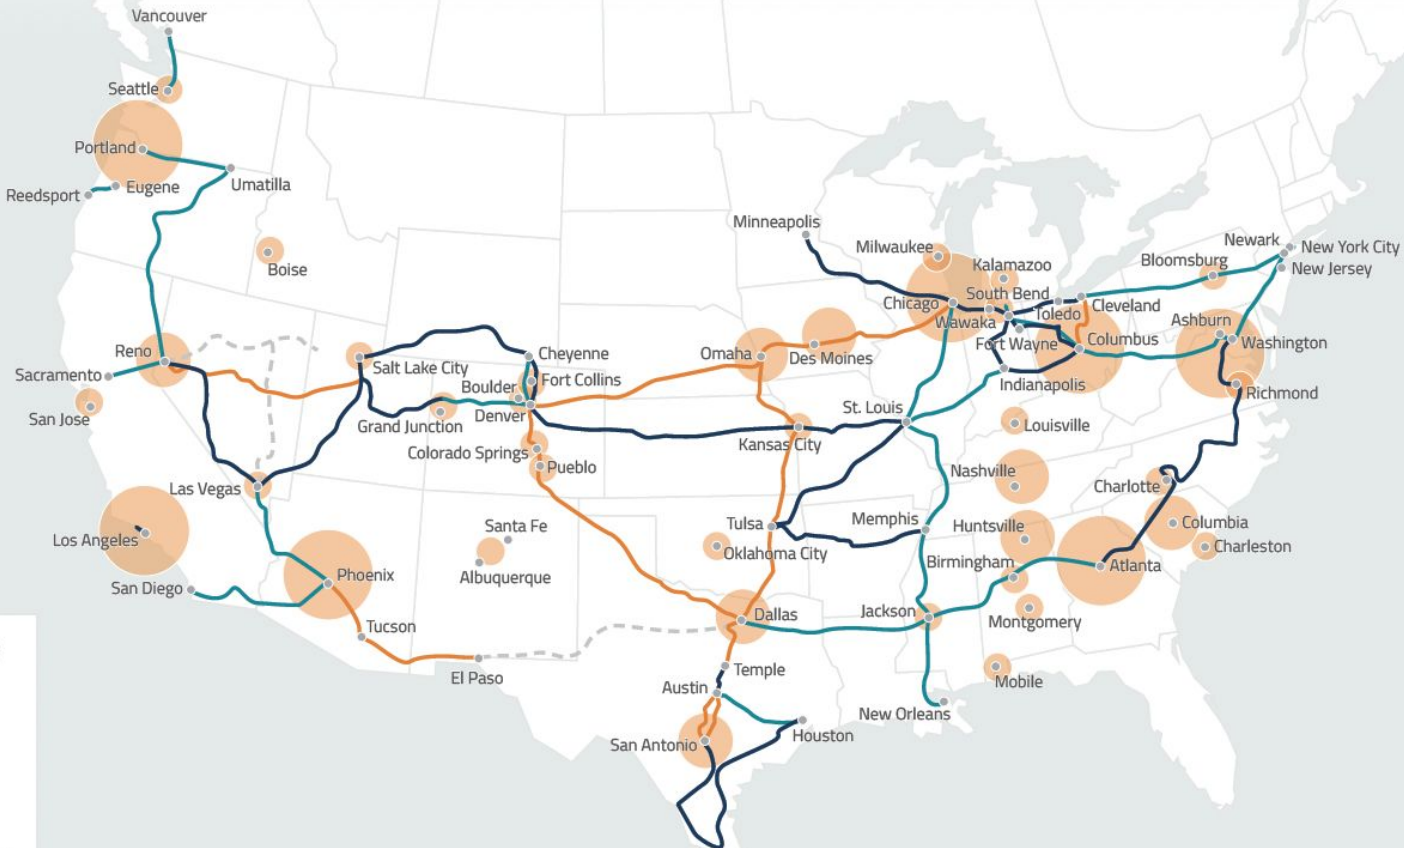 Vancouver
Seattle
Portland
Umatilla
Reedsport
Eugene
Boise
Minneapolis
Milwaukee
Kalamazoo
Newark
New York City
Bloomsburg
New Jersey
Chicago
South Bend
Cleveland
Wawaka
Toledo
Ashburn
Fort Wayne
Columbus
Washington
Reno
Sacramento
San Jose
Salt Lake City
Cheyenne
Boulder
Fort Collins
Grand Junction
Denver
Omaha
Des Moines
Indianapolis
Richmond
Colorado Springs
Pueblo
Kansas City
St. Louis
Louisville
Las Vegas
Nashville
Charlotte
Los Angeles
Santa Fe
Albuquerque
Tulsa
Oklahoma City
Memphis
Huntsville
Columbia
Charleston
Birmingham
Atlanta
San Diego
Phoenix
Tucson
El Paso
Dallas
Jackson
Montgomery
Temple
Austin
Mobile
New Orleans
San Antonio
Houston